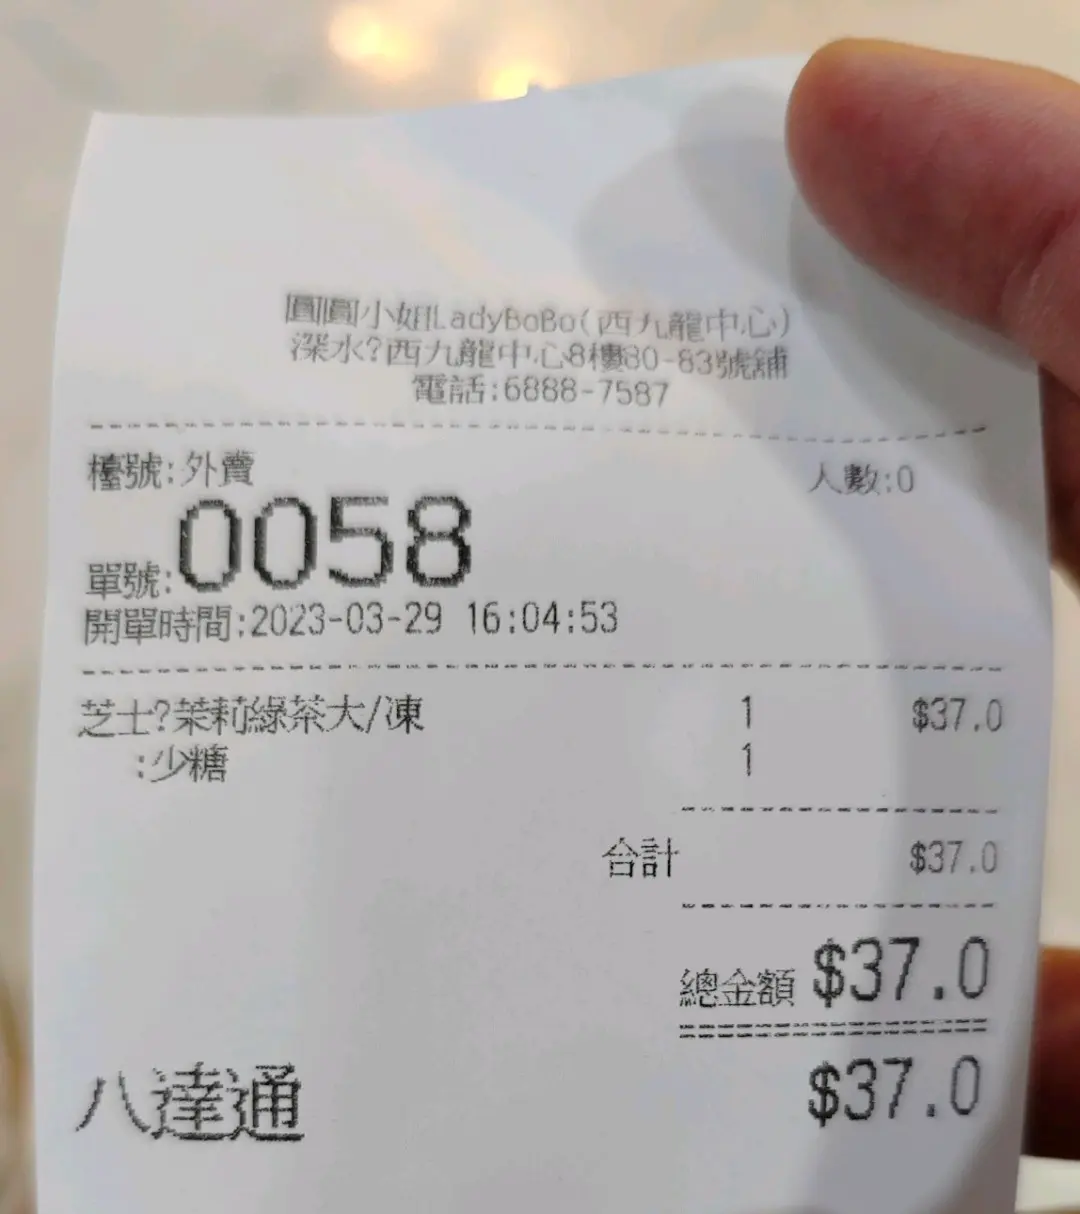 圓圓小姐LadyBoBo(西九龍中心)
深水?西九龍中心8樓80-83號舖
電話:6888-7587
檯號:外賣 人數:0
單號:0058
開單時間:2023-03-29 16:04:53
芝士?茉莉綠茶大/凍 1 $37.0
:少糖 1
合計 $37.0
總金額 $37.0
八達通 $37.0